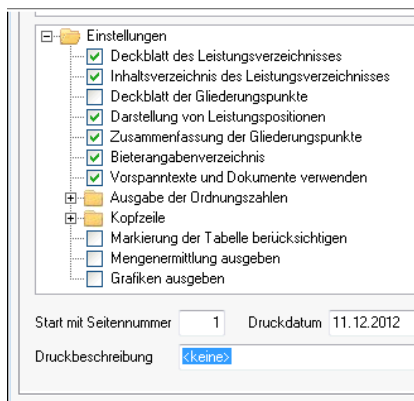 Einstellungen
Deckblatt des Leistungsverzeichnisses
Inhaltsverzeichnis des Leistungsverzeichnisses
Deckblatt der Gliederungspunkte
Darstellung von Leistungspositionen
Zusammenfassung der Gliederungspunkte
Bieterangabenverzeichnis
Vorspanntexte und Dokumente verwenden
Ausgabe der Ordnungszahlen
Kopfzeile
Markierung der Tabelle berücksichtigen
Mengenermittlung ausgeben
Grafiken ausgeben
Start mit Seitennummer 1 Druckdatum 11.12.2012
Druckbeschreibung <keine>